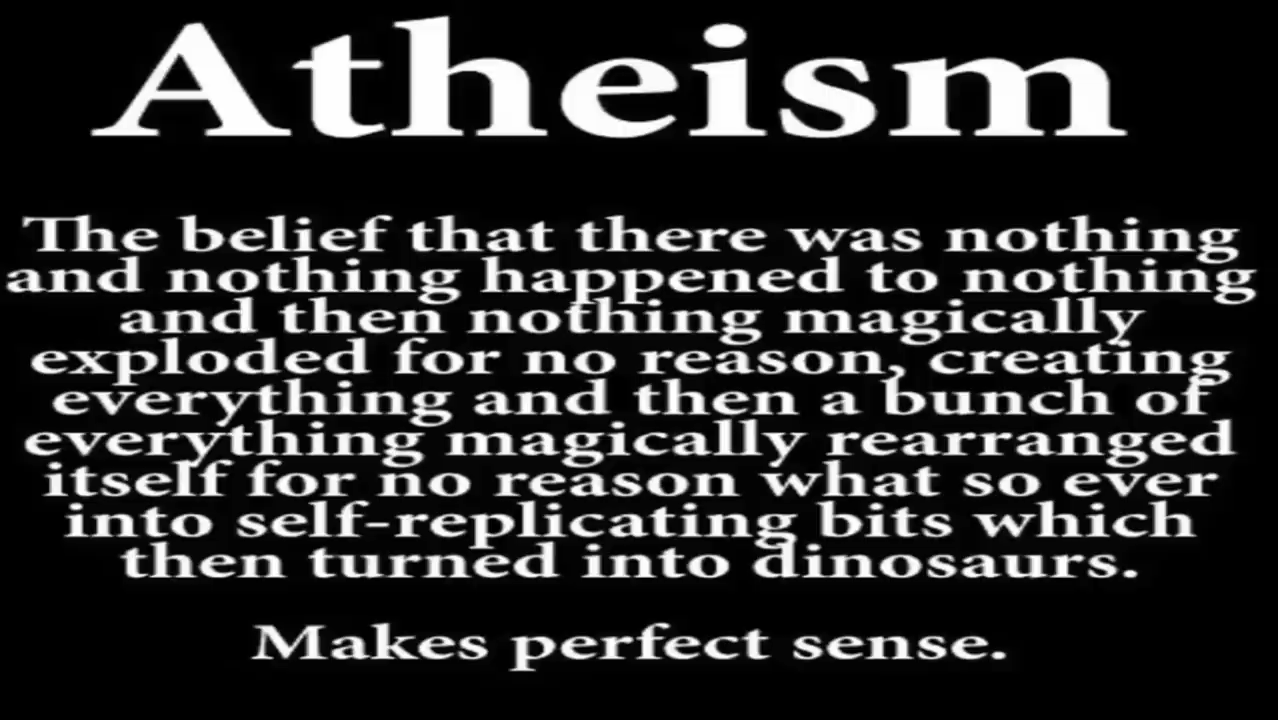 Atheism
The belief that there was nothing
and nothing happened to nothing
and then nothing magically
exploded for no reason, creating
everything and then a bunch of
everything magically rearranged
itself for no reason what so ever
into self-replicating bits which
then turned into dinosaurs.
Makes perfect sense.